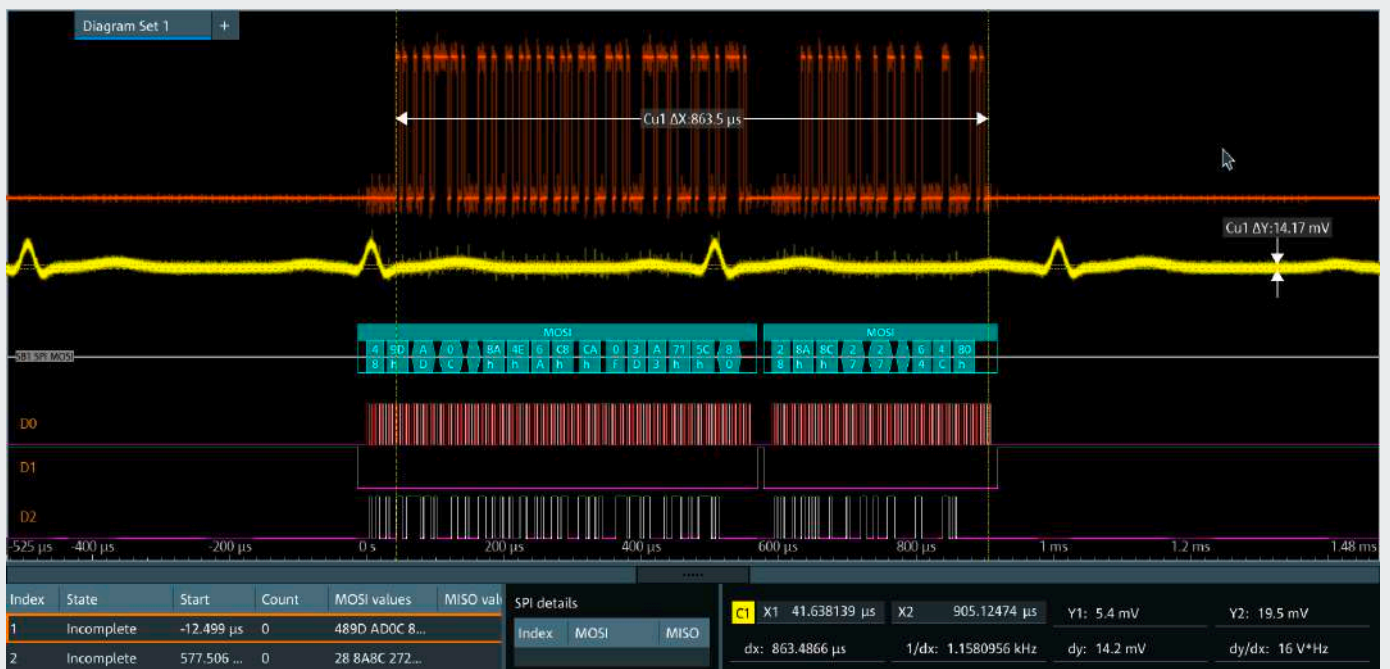 Diagram Set 1 +
Cu1 ΔX:863.5 µs
Cu1 ΔY:14.17 mV
SB1 SPI MOSI
MOSI MOSI
4 9D A 0 8A 4E 6 C8 CA 0 3 A 71 5C 8 2 8A 8C 2 2 6 4 80
8 h D C h h A h h F D 3 h h 0 8 h h 7 7 4 C h
D0
D1
D2
-525 µs -400 µs -200 µs 0 s 200 µs 400 µs 600 µs 800 µs 1 ms 1.2 ms 1.48 ms
Index State Start Count MOSI values MISO val
1 Incomplete -12.499 µs 0 489D AD0C 8...
2 Incomplete 577.506 ... 0 28 8A8C 272...
SPI details
Index MOSI MISO
C1 X1 41.638139 µs X2 905.12474 µs Y1: 5.4 mV Y2: 19.5 mV
dx: 863.4866 µs 1/dx: 1.1580956 kHz dy: 14.2 mV dy/dx: 16 V*Hz